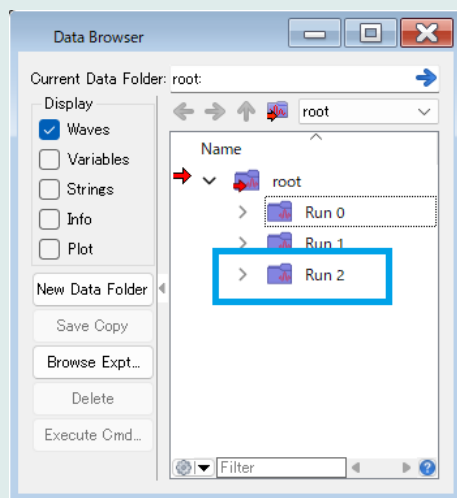 Data Browser
Current Data Folder: root:
Display
Waves
Variables
Strings
Info
Plot
New Data Folder
Save Copy
Browse Expt...
Delete
Execute Cmd...
root
Name
root
Run 0
Run 1
Run 2
Filter